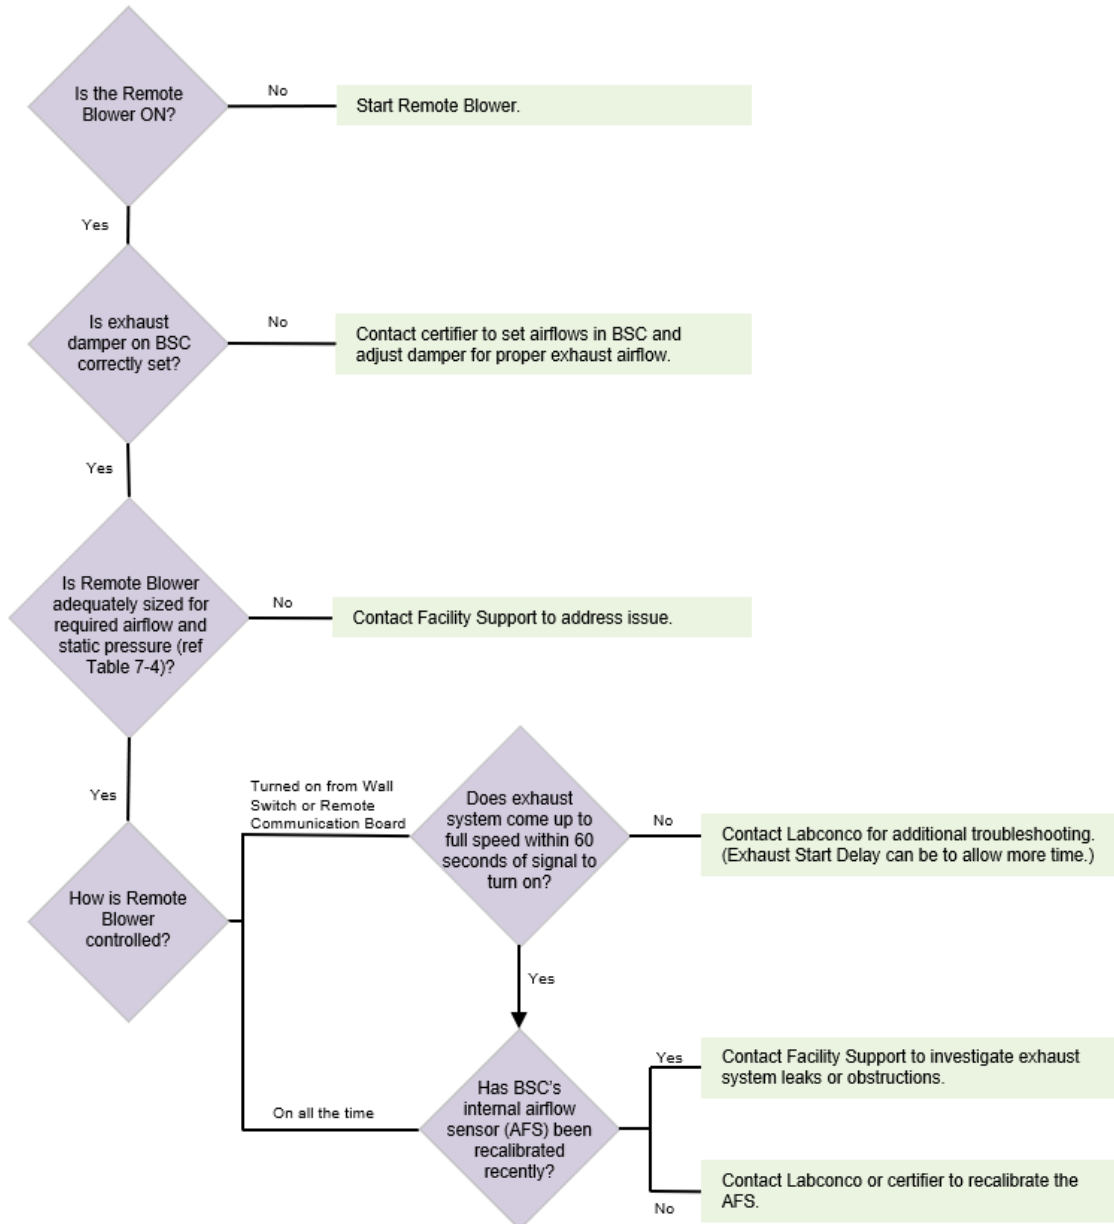 Is the Remote
Blower ON?
No
Start Remote Blower.
Yes
Is exhaust
damper on BSC
correctly set?
No
Contact certifier to set airflows in BSC and
adjust damper for proper exhaust airflow.
Yes
Is Remote Blower
adequately sized for
required airflow and
static pressure (ref
Table 7-4)?
No
Contact Facility Support to address issue.
Yes
How is Remote
Blower
controlled?
Turned on from Wall
Switch or Remote
Communication Board
Does exhaust
system come up to
full speed within 60
seconds of signal to
turn on?
No
Contact Labconco for additional troubleshooting.
(Exhaust Start Delay can be to allow more time.)
Yes
On all the time
Has BSC's
internal airflow
sensor (AFS) been
recalibrated
recently?
Yes
Contact Facility Support to investigate exhaust
system leaks or obstructions.
No
Contact Labconco or certifier to recalibrate the
AFS.